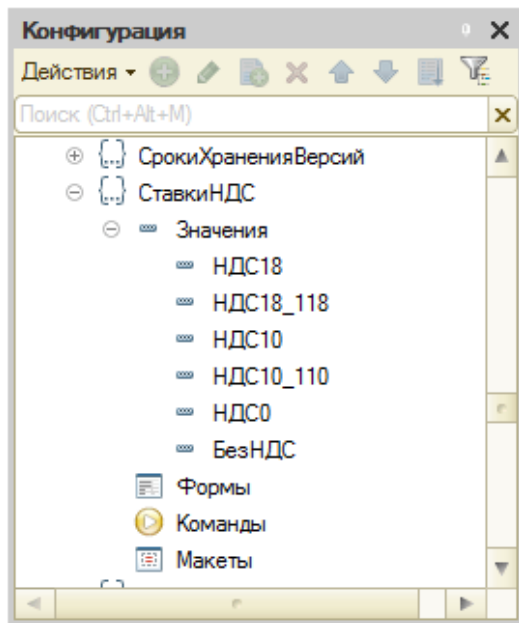 Конфигурация
Действия
Поиск (Ctrl+Alt+M)
СрокиХраненияВерсий
СтавкиНДС
Значения
НДС18
НДС18_118
НДС10
НДС10_110
НДС0
БезНДС
Формы
Команды
Макеты